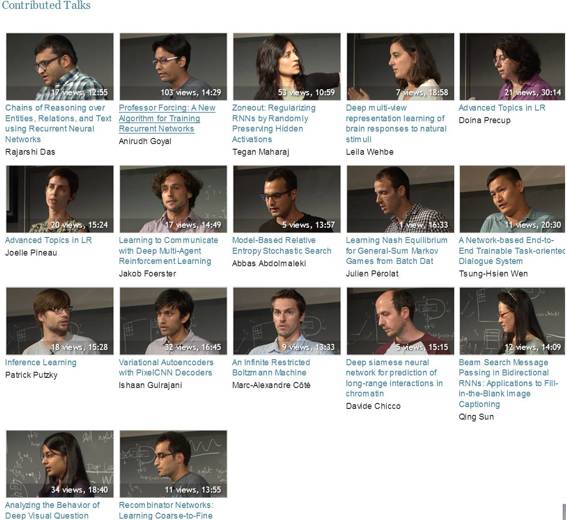 Contributed Talks
17 views, 12:55
103 views, 14:29
53 views, 10:59
7 views, 18:58
21 views, 30:14
Chains of Reasoning over
Entities, Relations, and Text
using Recurrent Neural
Networks
Rajarshi Das
Professor Forcing: A New
Algorithm for Training
Recurrent Networks
Anirudh Goyal
Zoneout: Regularizing
RNNs by Randomly
Preserving Hidden
Activations
Tegan Maharaj
Deep multi-view
representation learning of
brain responses to natural
stimuli
Leila Wehbe
Advanced Topics in LR
Doina Precup
20 views, 15:24
17 views, 14:49
5 views, 13:57
1 view, 16:33
11 views, 20:30
Advanced Topics in LR
Joelle Pineau
Learning to Communicate
with Deep Multi-Agent
Reinforcement Learning
Jakob Foerster
Model-Based Relative
Entropy Stochastic Search
Abbas Abdolmaleki
Learning Nash Equilibrium
for General-Sum Markov
Games from Batch Dat
Julien Pérolat
A Network-based End-to-
End Trainable Task-oriented
Dialogue System
Tsung-Hsien Wen
18 views, 15:28
32 views, 16:45
9 views, 13:33
5 views, 15:15
12 views, 14:09
Inference Learning
Patrick Putzky
Variational Autoencoders
with PixelCNN Decoders
Ishaan Gulrajani
An Infinite Restricted
Boltzmann Machine
Marc-Alexandre Côté
Deep siamese neural
network for prediction of
long-range interactions in
chromatin
Davide Chicco
Beam Search Message
Passing in Bidirectional
RNNs: Applications to Fill-
in-the-Blank Image
Captioning
Qing Sun
34 views, 18:40
11 views, 13:55
Analyzing the Behavior of
Deep Visual Question
Recombinator Networks:
Learning Coarse-to-Fine